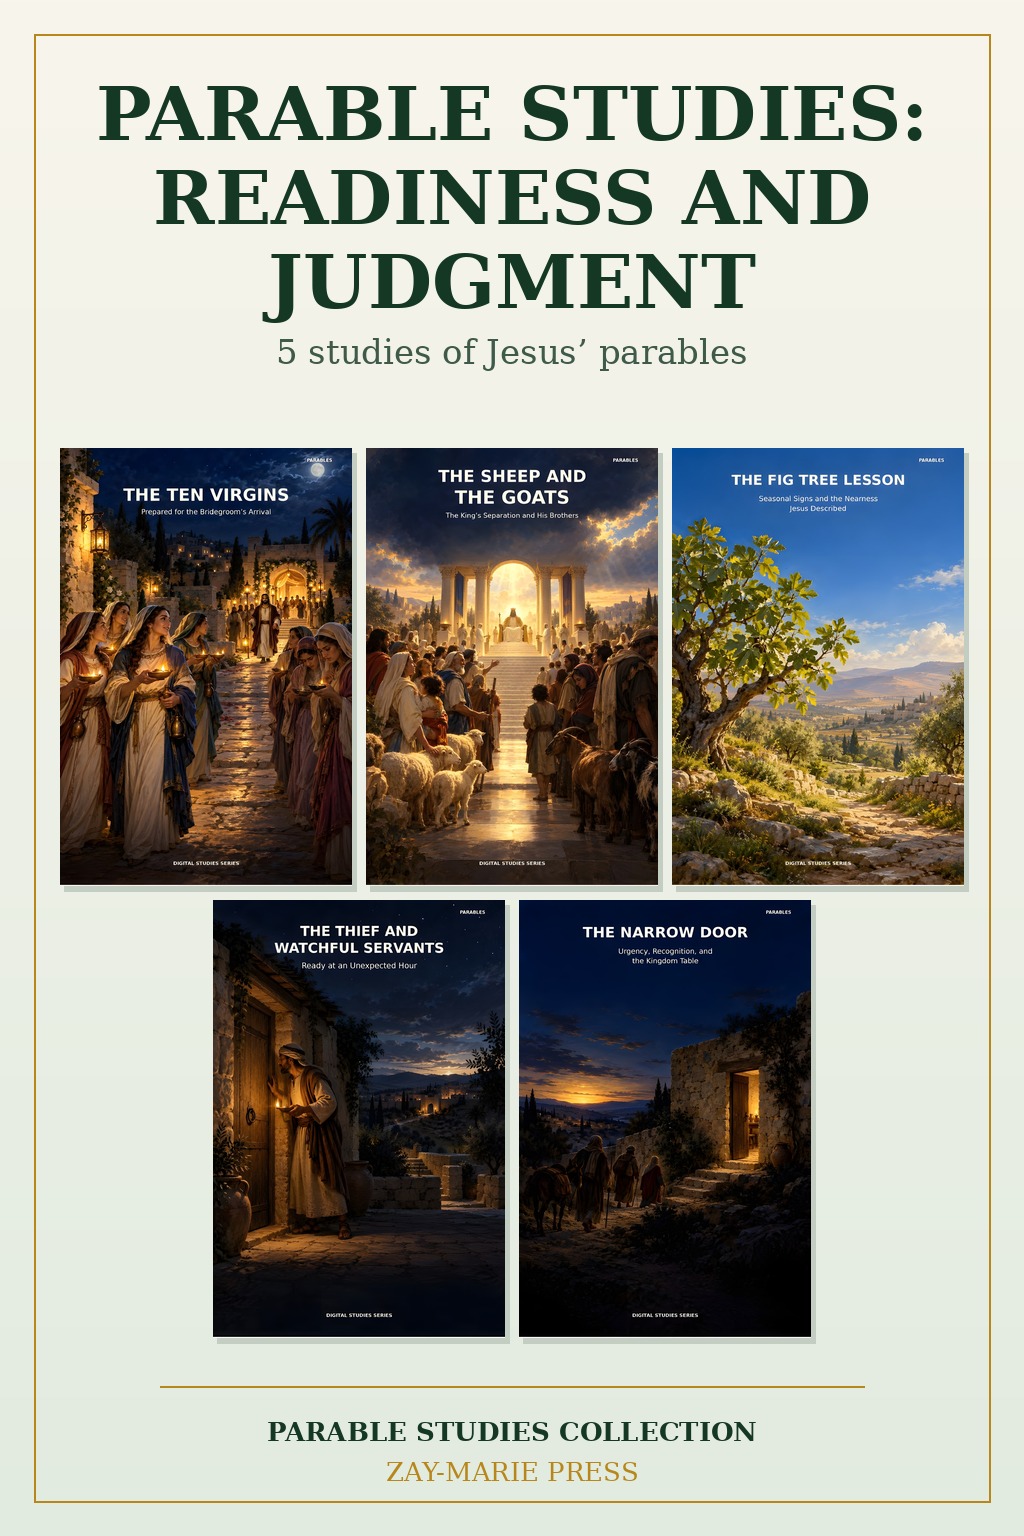 PARABLE STUDIES:
READINESS AND
JUDGMENT
5 studies of Jesus’ parables
PARABLES
THE TEN VIRGINS
Prepared for the Bridegroom's Arrival
DIGITAL STUDIES SERIES
PARABLES
THE SHEEP AND
THE GOATS
The King's Separation and His Brothers
DIGITAL STUDIES SERIES
PARABLES
THE FIG TREE LESSON
Seasonal Signs and the Nearness
Jesus Described
DIGITAL STUDIES SERIES
PARABLES
THE THIEF AND
WATCHFUL SERVANTS
Ready at an Unexpected Hour
DIGITAL STUDIES SERIES
PARABLES
THE NARROW DOOR
Urgency, Recognition, and
the Kingdom Table
DIGITAL STUDIES SERIES
PARABLE STUDIES COLLECTION
ZAY-MARIE PRESS